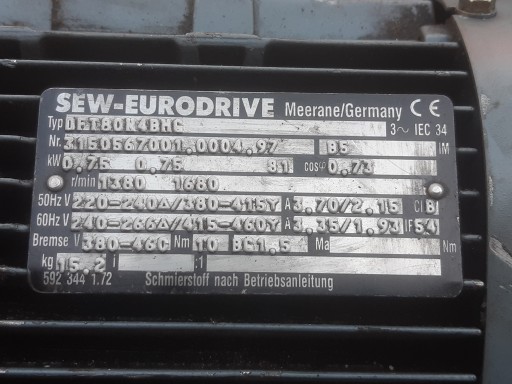 SEW-EURODRIVE Meerane/Germany CE
Typ DFT80N4BHC 3~ IEC 34
Nr. 3150567001.0004.97 B5 IM
kW 0.75 0.75 S1 cosφ 0.73
r/min 1380 1680
50Hz V 220-240Δ/380-415Y A 3.70/2.15 Cl B
60Hz V 240-266Δ/415-460Y A 3.35/1.93 IP 54
Bremse V 380-460 Nm 10 BG1.5 Ma Nm
kg 15.2 i :1
592 344 1.72 Schmierstoff nach Betriebsanleitung